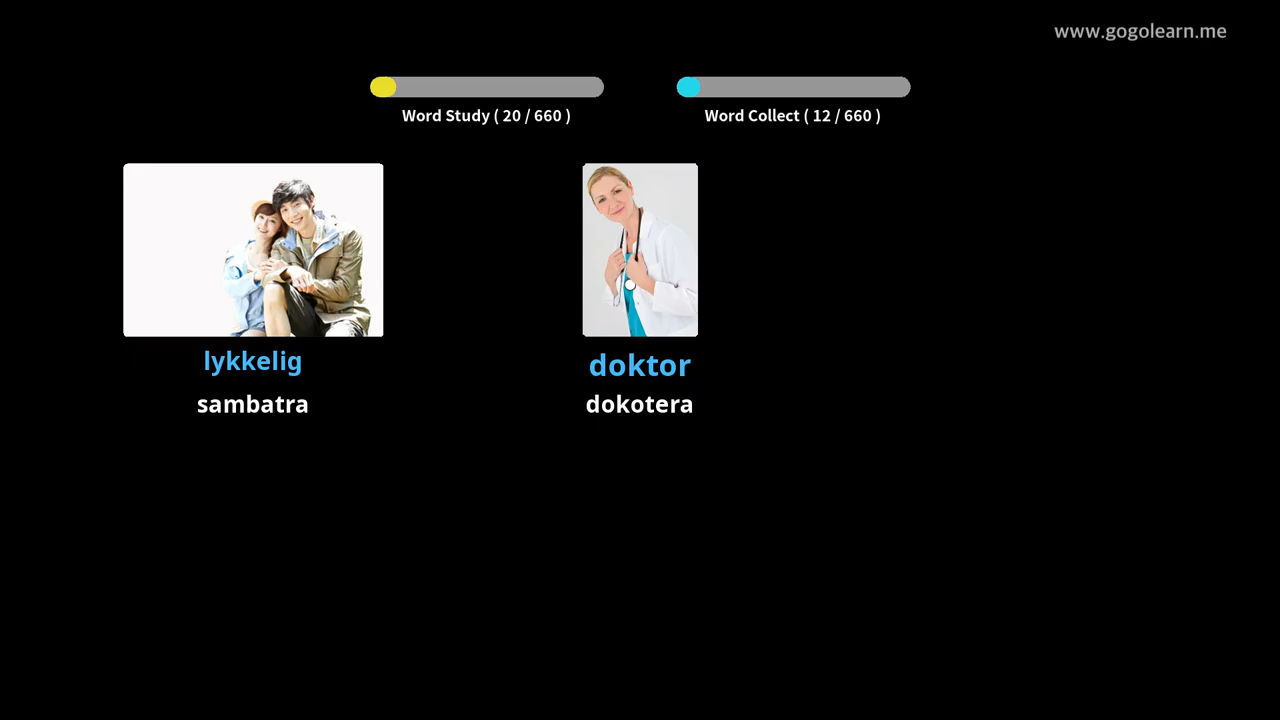 www.gogolearn.me
Word Study ( 20 / 660 )
Word Collect ( 12 / 660 )
lykkelig
sambatra
doktor
dokotera